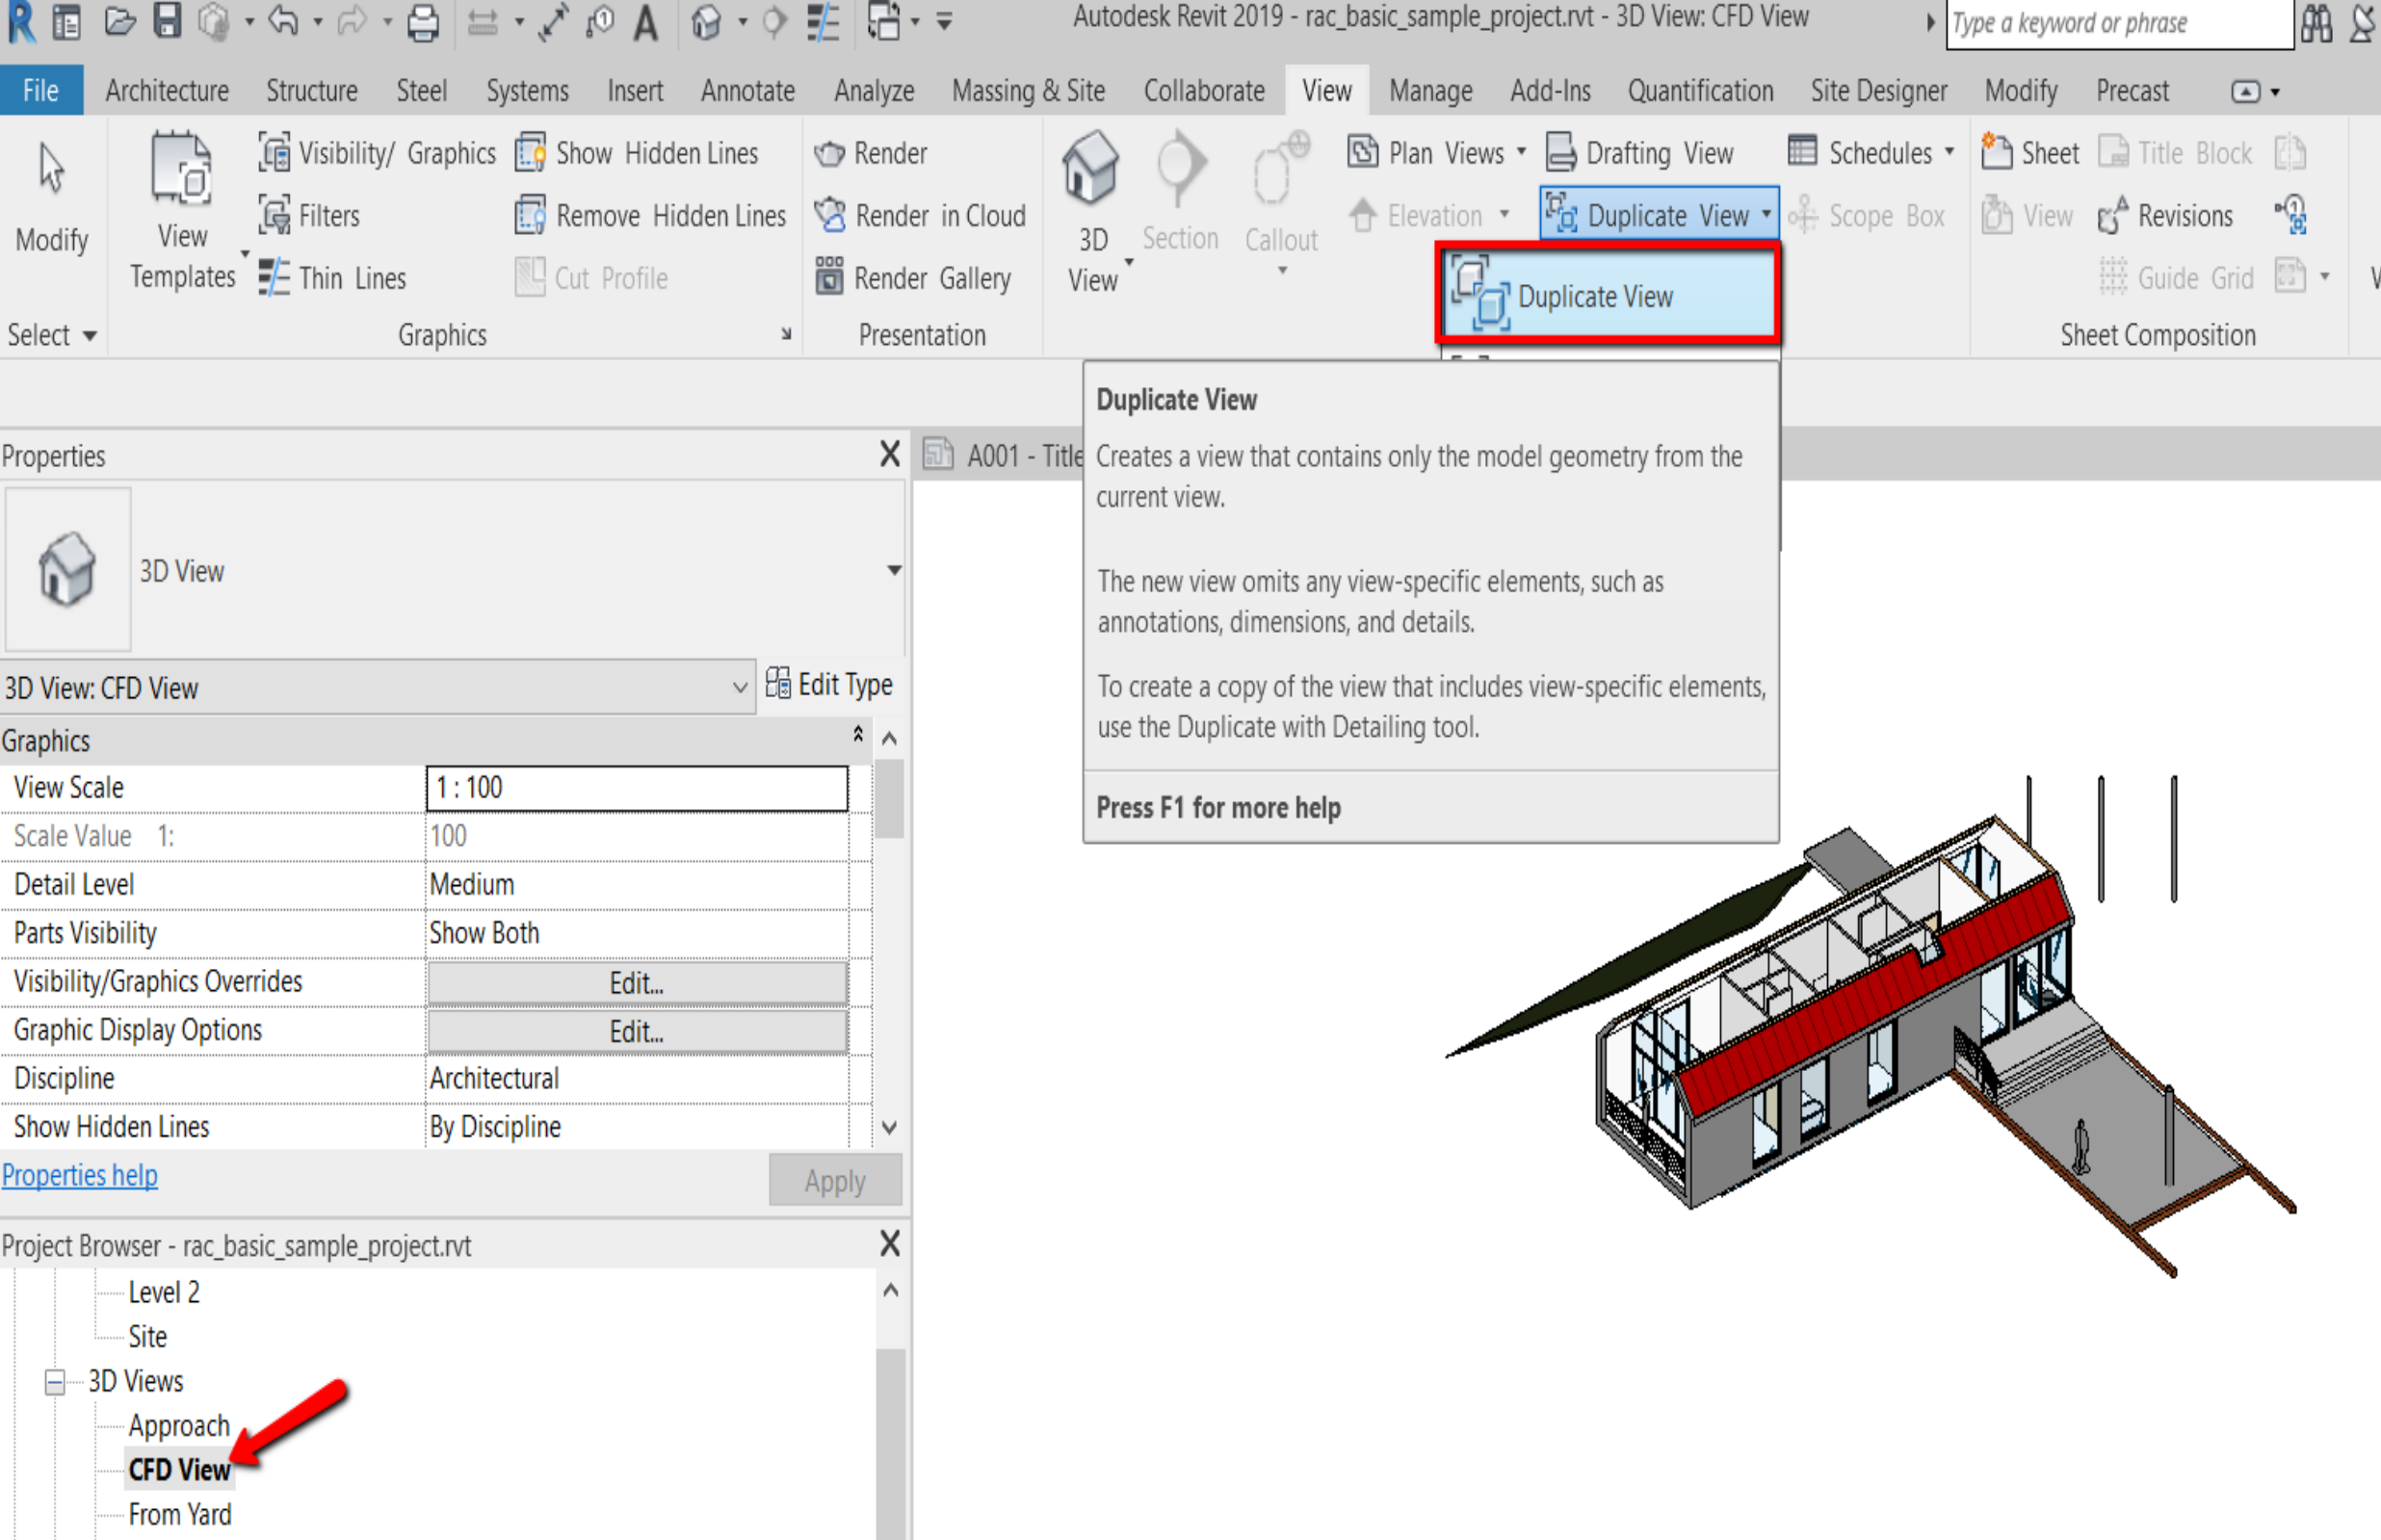 Autodesk Revit 2019 - rac_basic_sample_project.rvt - 3D View: CFD View
Type a keyword or phrase
File Architecture Structure Steel Systems Insert Annotate Analyze Massing & Site Collaborate View Manage Add-Ins Quantification Site Designer Modify Precast
Modify
Select
View
Templates
Visibility/ Graphics
Filters
Thin Lines
Show Hidden Lines
Remove Hidden Lines
Cut Profile
Graphics
Render
Render in Cloud
Render Gallery
Presentation
3D
View
Section
Callout
Plan Views
Elevation
Drafting View
Duplicate View
Schedules
Scope Box
Sheet
View
Title Block
Revisions
Guide Grid
Sheet Composition
Duplicate View
Duplicate View
Creates a view that contains only the model geometry from the
current view.
The new view omits any view-specific elements, such as
annotations, dimensions, and details.
To create a copy of the view that includes view-specific elements,
use the Duplicate with Detailing tool.
Press F1 for more help
A001 - Title
Properties
3D View
3D View: CFD View
Edit Type
Graphics
View Scale 1 : 100
Scale Value 1: 100
Detail Level Medium
Parts Visibility Show Both
Visibility/Graphics Overrides Edit...
Graphic Display Options Edit...
Discipline Architectural
Show Hidden Lines By Discipline
Properties help
Apply
Project Browser - rac_basic_sample_project.rvt
Level 2
Site
3D Views
Approach
CFD View
From Yard